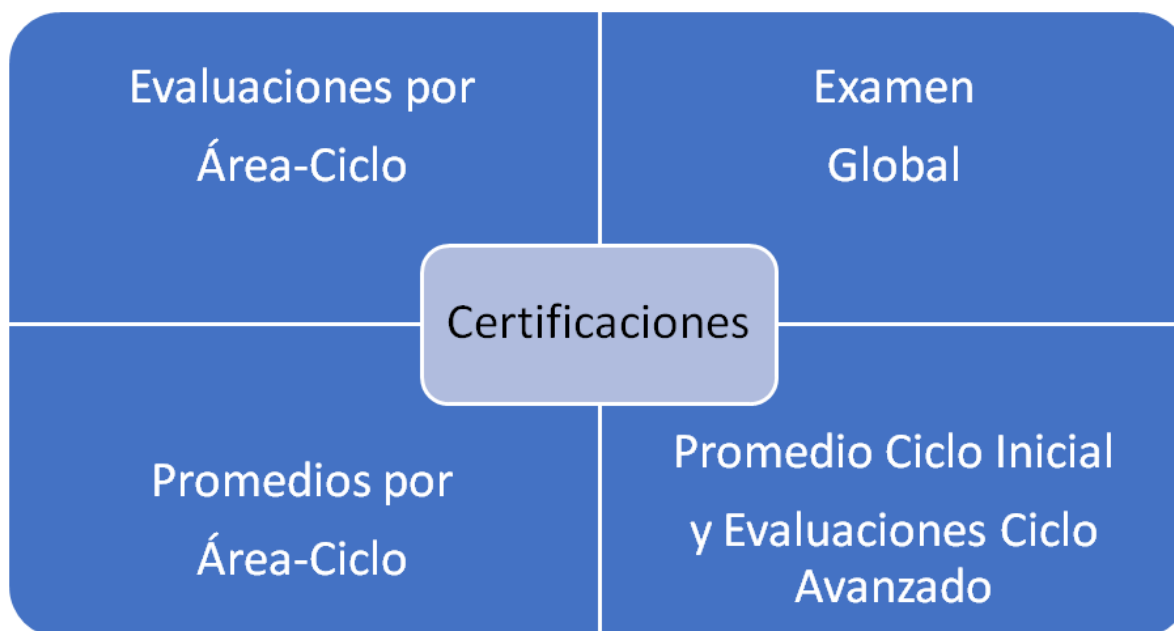 Evaluaciones por
Área-Ciclo
Examen
Global
Certificaciones
Promedios por
Área-Ciclo
Promedio Ciclo Inicial
y Evaluaciones Ciclo
Avanzado